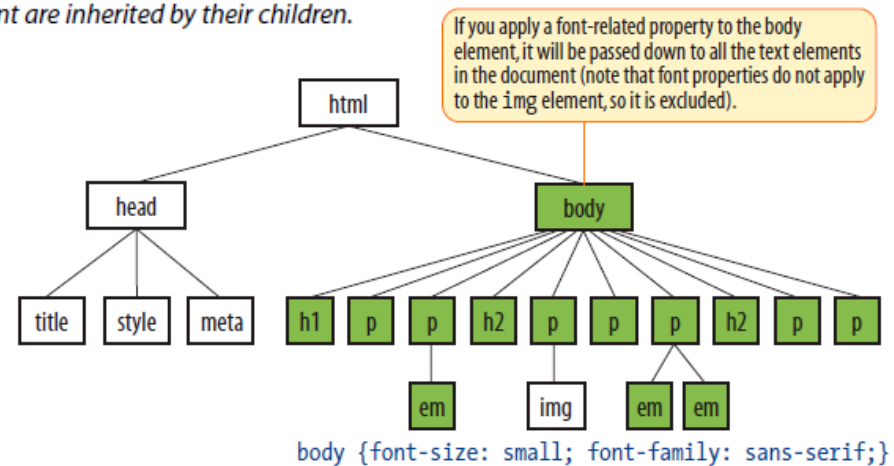 nt are inherited by their children.
If you apply a font-related property to the body
element, it will be passed down to all the text elements
in the document (note that font properties do not apply
to the img element, so it is excluded).
html
head
body
title
style
meta
h1
p
p
h2
p
p
p
h2
p
p
em
img
em
em
body {font-size: small; font-family: sans-serif;}